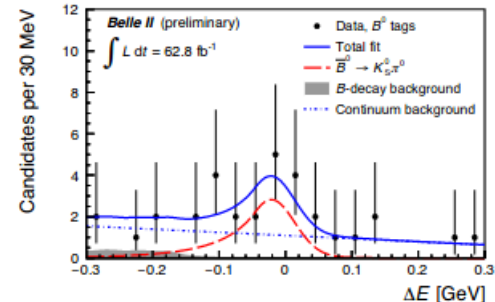 12
10
8
6
4
2
0
Candidates per 30 MeV
Belle II (preliminary)
∫ L dt = 62.8 fb⁻¹
Data, B⁰ tags
Total fit
B̅⁰ → K⁰ₛπ⁰
B-decay background
Continuum background
−0.3 −0.2 −0.1 0 0.1 0.2 0.3
ΔE [GeV]